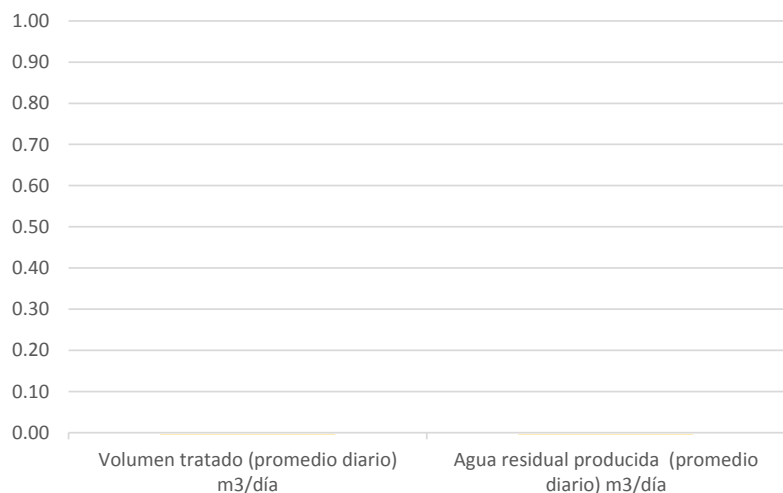 1.00
0.90
0.80
0.70
0.60
0.50
0.40
0.30
0.20
0.10
0.00
Volumen tratado (promedio diario)
m3/día
Agua residual producida  (promedio
diario) m3/día